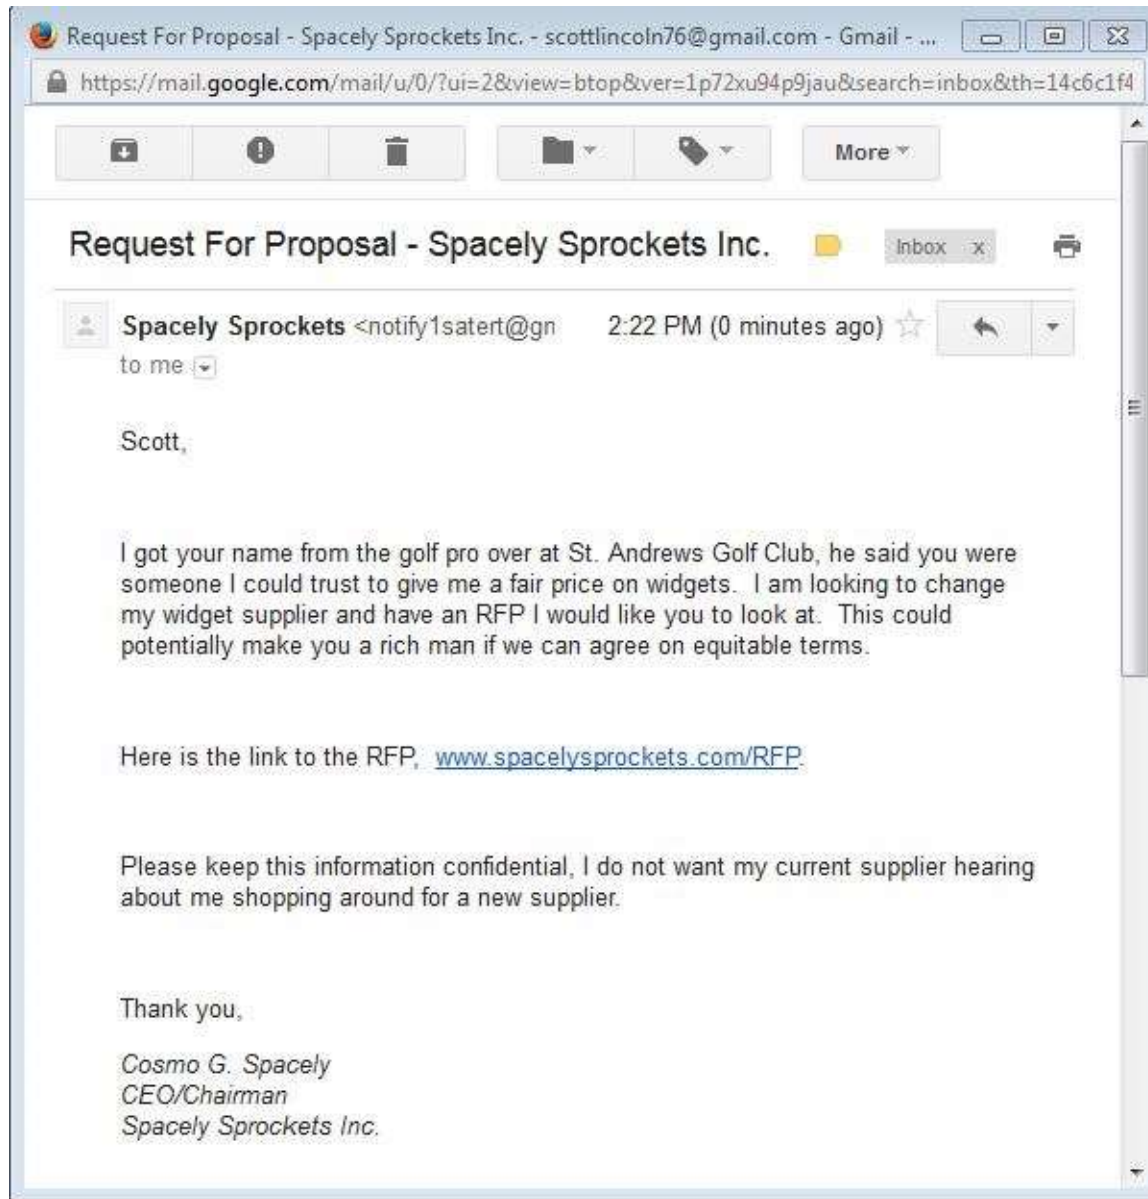 Request For Proposal - Spacely Sprockets Inc. - scottlincoln76@gmail.com - Gmail - ...
https://mail.google.com/mail/u/0/?ui=2&view=btop&ver=1p72xu94p9jau&search=inbox&th=14c6c1f4
More
Request For Proposal - Spacely Sprockets Inc. Inbox x
Spacely Sprockets <notify1satert@gn 2:22 PM (0 minutes ago)
to me
Scott,
I got your name from the golf pro over at St. Andrews Golf Club, he said you were
someone I could trust to give me a fair price on widgets. I am looking to change
my widget supplier and have an RFP I would like you to look at. This could
potentially make you a rich man if we can agree on equitable terms.
Here is the link to the RFP, www.spacelysprockets.com/RFP.
Please keep this information confidential, I do not want my current supplier hearing
about me shopping around for a new supplier.
Thank you,
Cosmo G. Spacely
CEO/Chairman
Spacely Sprockets Inc.